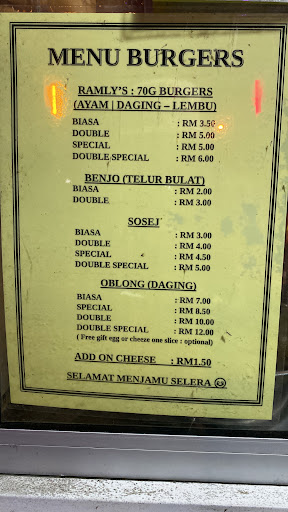 MENU BURGERS
RAMLY'S : 70G BURGERS
(AYAM | DAGING – LEMBU)
BIASA : RM 3.50
DOUBLE : RM 5.00
SPECIAL : RM 5.00
DOUBLE SPECIAL : RM 6.00
BENJO (TELUR BULAT)
BIASA : RM 2.00
DOUBLE : RM 3.00
SOSEJ
BIASA : RM 3.00
DOUBLE : RM 4.00
SPECIAL : RM 4.50
DOUBLE SPECIAL : RM 5.00
OBLONG (DAGING)
BIASA : RM 7.00
SPECIAL : RM 8.50
DOUBLE : RM 10.00
DOUBLE SPECIAL : RM 12.00
( Free gift egg or cheeze one slice : optional)
ADD ON CHEESE : RM1.50
SELAMAT MENJAMU SELERA ☺